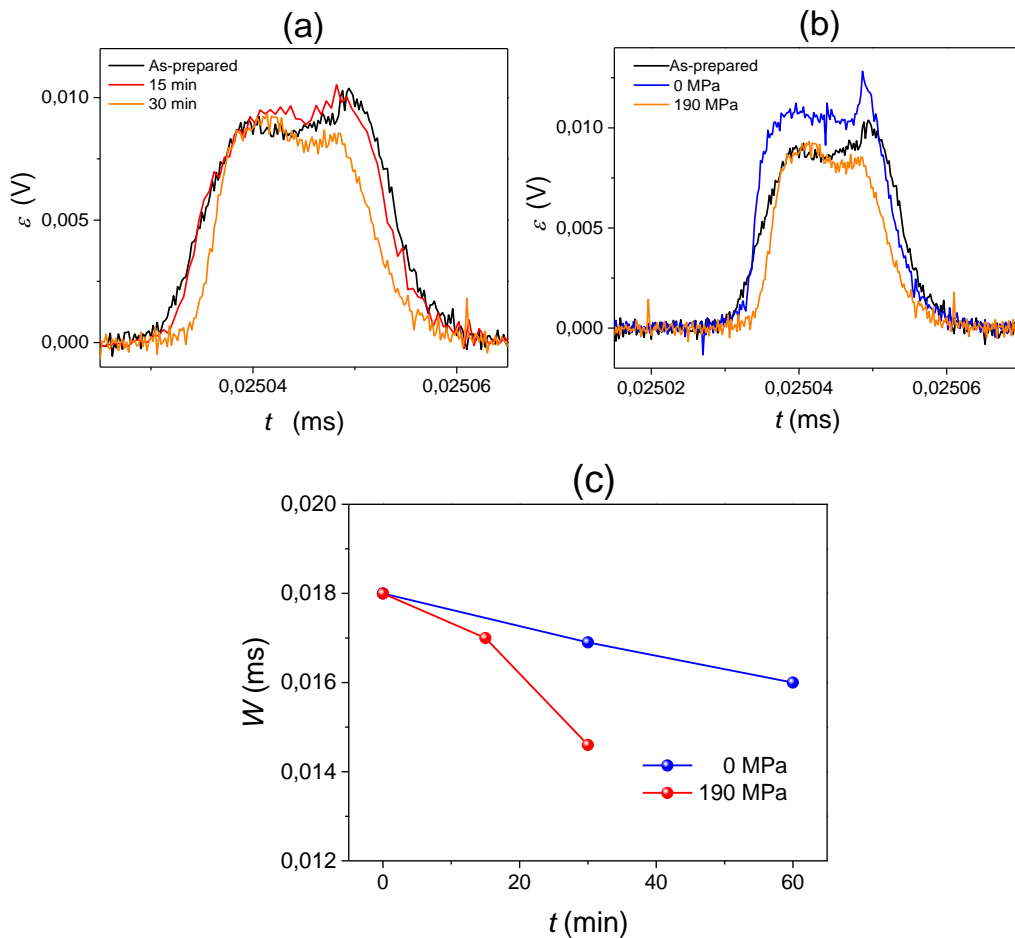 (a)
As-prepared
15 min
30 min
0,010
0,005
0,000
ε (V)
0,02504
0,02506
t (ms)
(b)
As-prepared
0 MPa
190 MPa
0,010
0,005
0,000
ε (V)
0,02502
0,02504
0,02506
t (ms)
(c)
0,020
0,018
0,016
0,014
0,012
W (ms)
0 MPa
190 MPa
0
20
40
60
t (min)